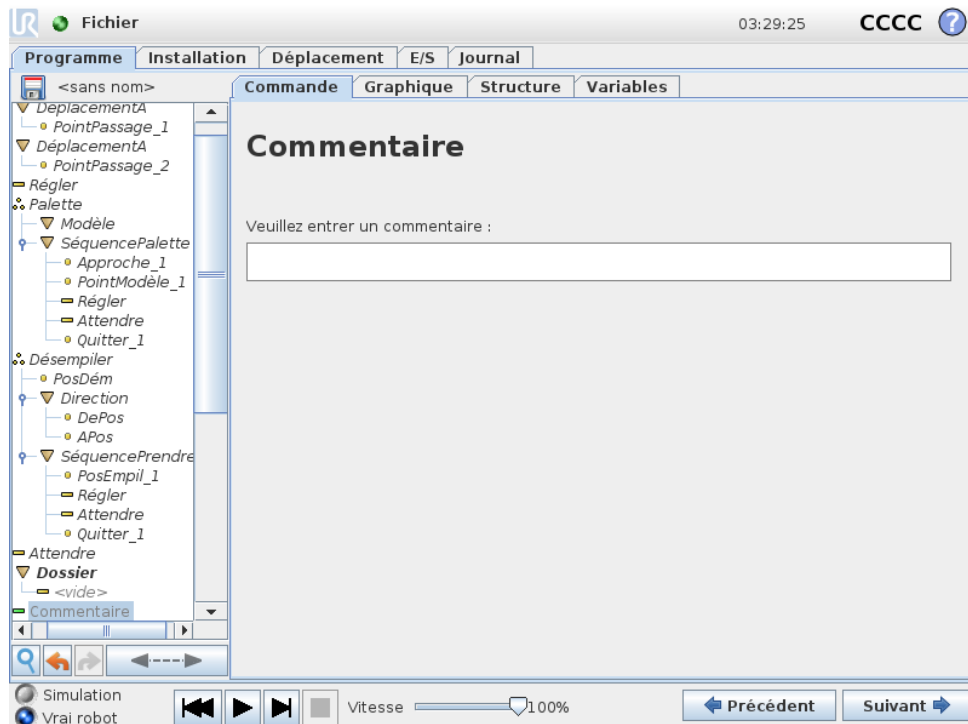 UR Fichier 03:29:25 CCCC ?
Programme Installation Déplacement E/S Journal
<sans nom> Commande Graphique Structure Variables
DéplacementA
PointPassage_1
DéplacementA
PointPassage_2
Régler
Palette
Modèle
SéquencePalette
Approche_1
PointModèle_1
Régler
Attendre
Quitter_1
Désempiler
PosDém
Direction
DePos
APos
SéquencePrendre
PosEmpil_1
Régler
Attendre
Quitter_1
Attendre
Dossier
<vide>
Commentaire
Commentaire
Veuillez entrer un commentaire :
Simulation
Vrai robot
Vitesse 100%
Précédent Suivant